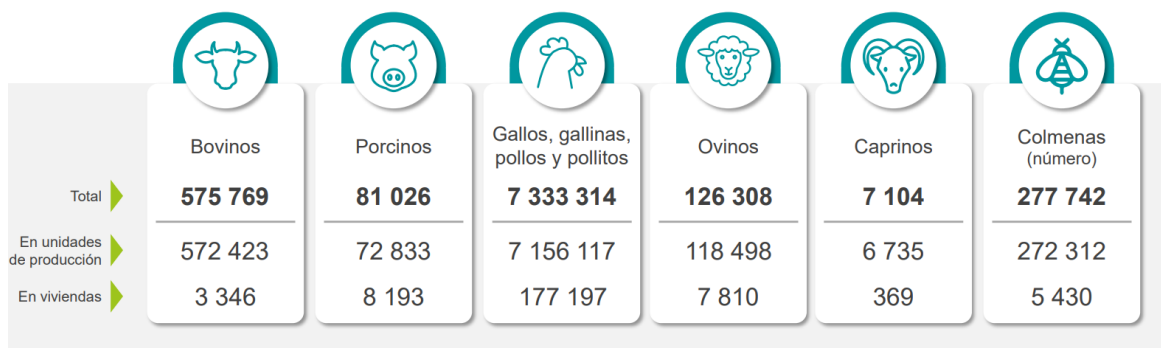 Bovinos
Porcinos
Gallos, gallinas,
pollos y pollitos
Ovinos
Caprinos
Colmenas
(número)
Total
575 769
81 026
7 333 314
126 308
7 104
277 742
En unidades
de producción
572 423
72 833
7 156 117
118 498
6 735
272 312
En viviendas
3 346
8 193
177 197
7 810
369
5 430